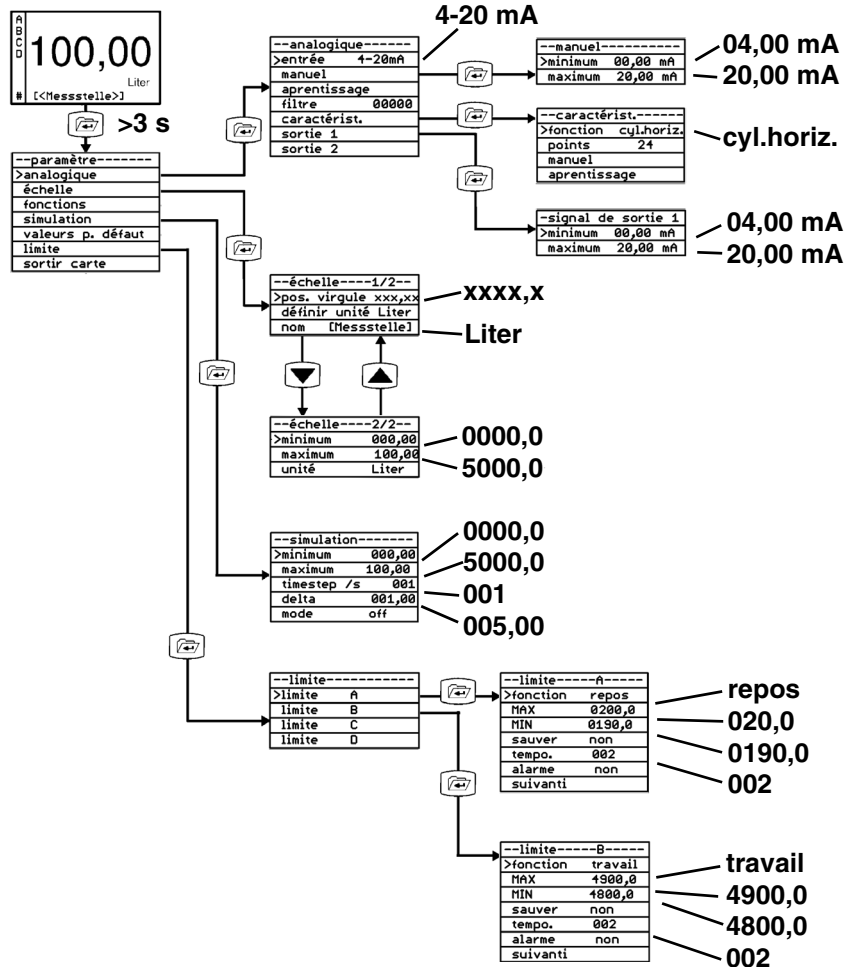 4-20 mA
A
B
C
D
#
100,00
Liter
[<Messstelle>]
>3 s
--paramètre-------
>analogique
échelle
fonctions
simulation
valeurs p. défaut
limite
sortir carte
--analogique------
>entrée 4-20mA
manuel
aprentissage
filtre 00000
caractérist.
sortie 1
sortie 2
--manuel----------
>minimum 00,00 mA
maximum 20,00 mA
04,00 mA
20,00 mA
--caractérist.-----
>fonction cyl.horiz.
points 24
manuel
aprentissage
cyl.horiz.
-signal de sortie 1
>minimum 00,00 mA
maximum 20,00 mA
04,00 mA
20,00 mA
--échelle----1/2--
>pos. virgule xxx,xx
définir unité Liter
nom [Messstelle]
xxxx,x
Liter
--échelle----2/2--
>minimum 000,00
maximum 100,00
unité Liter
0000,0
5000,0
--simulation-------
>minimum 000,00
maximum 100,00
timestep /s 001
delta 001,00
mode off
0000,0
5000,0
001
005,00
--limite-----------
>limite A
limite B
limite C
limite D
--limite-----A-----
>fonction repos
MAX 0200,0
MIN 0190,0
sauver non
tempo. 002
alarme non
suivanti
repos
020,0
0190,0
002
--limite-----B-----
>fonction travail
MAX 4900,0
MIN 4800,0
sauver non
tempo. 002
alarme non
suivanti
travail
4900,0
4800,0
002